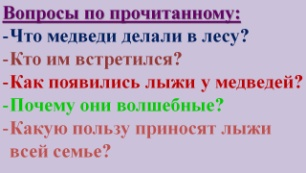 Вопросы по прочитанному:
-Что медведи делали в лесу?
-Кто им встретился?
-Как появились лыжи у медведей?
-Почему они волшебные?
-Какую пользу приносят лыжи
всей семье?